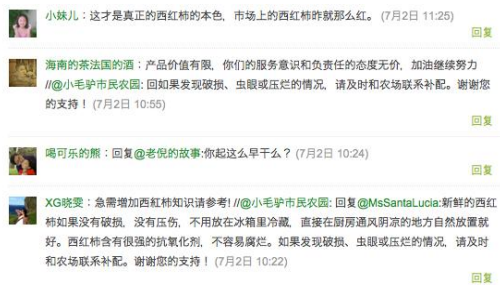 小妹儿：这才是真正的西红柿的本色，市场上的西红柿昨就那么红。 (7月2日 11:25)
回复
海南的茶法国的酒：产品价值有限，你们的服务意识和负责任的态度无价，加油继续努力
//@小毛驴市民农园: 回如果发现破损、虫眼或压烂的情况，请及时和农场联系补配。谢谢您
的支持！ (7月2日 10:55)
回复
喝可乐的熊：回复@老倪的故事:你起这么早干么？ (7月2日 10:24)
回复
XG晓雯：急需增加西紅柿知识请参考! //@小毛驴市民农园: 回复@MsSantaLucia:新鲜的西红
柿如果没有破损，没有压伤，不用放在冰箱里冷藏，直接在厨房通风阴凉的地方自然放置就
好。西红柿含有很强的抗氧化剂，不容易腐烂。如果发现破损、虫眼或压烂的情况，请及时
和农场联系补配。谢谢您的支持！ (7月2日 10:22)
回复